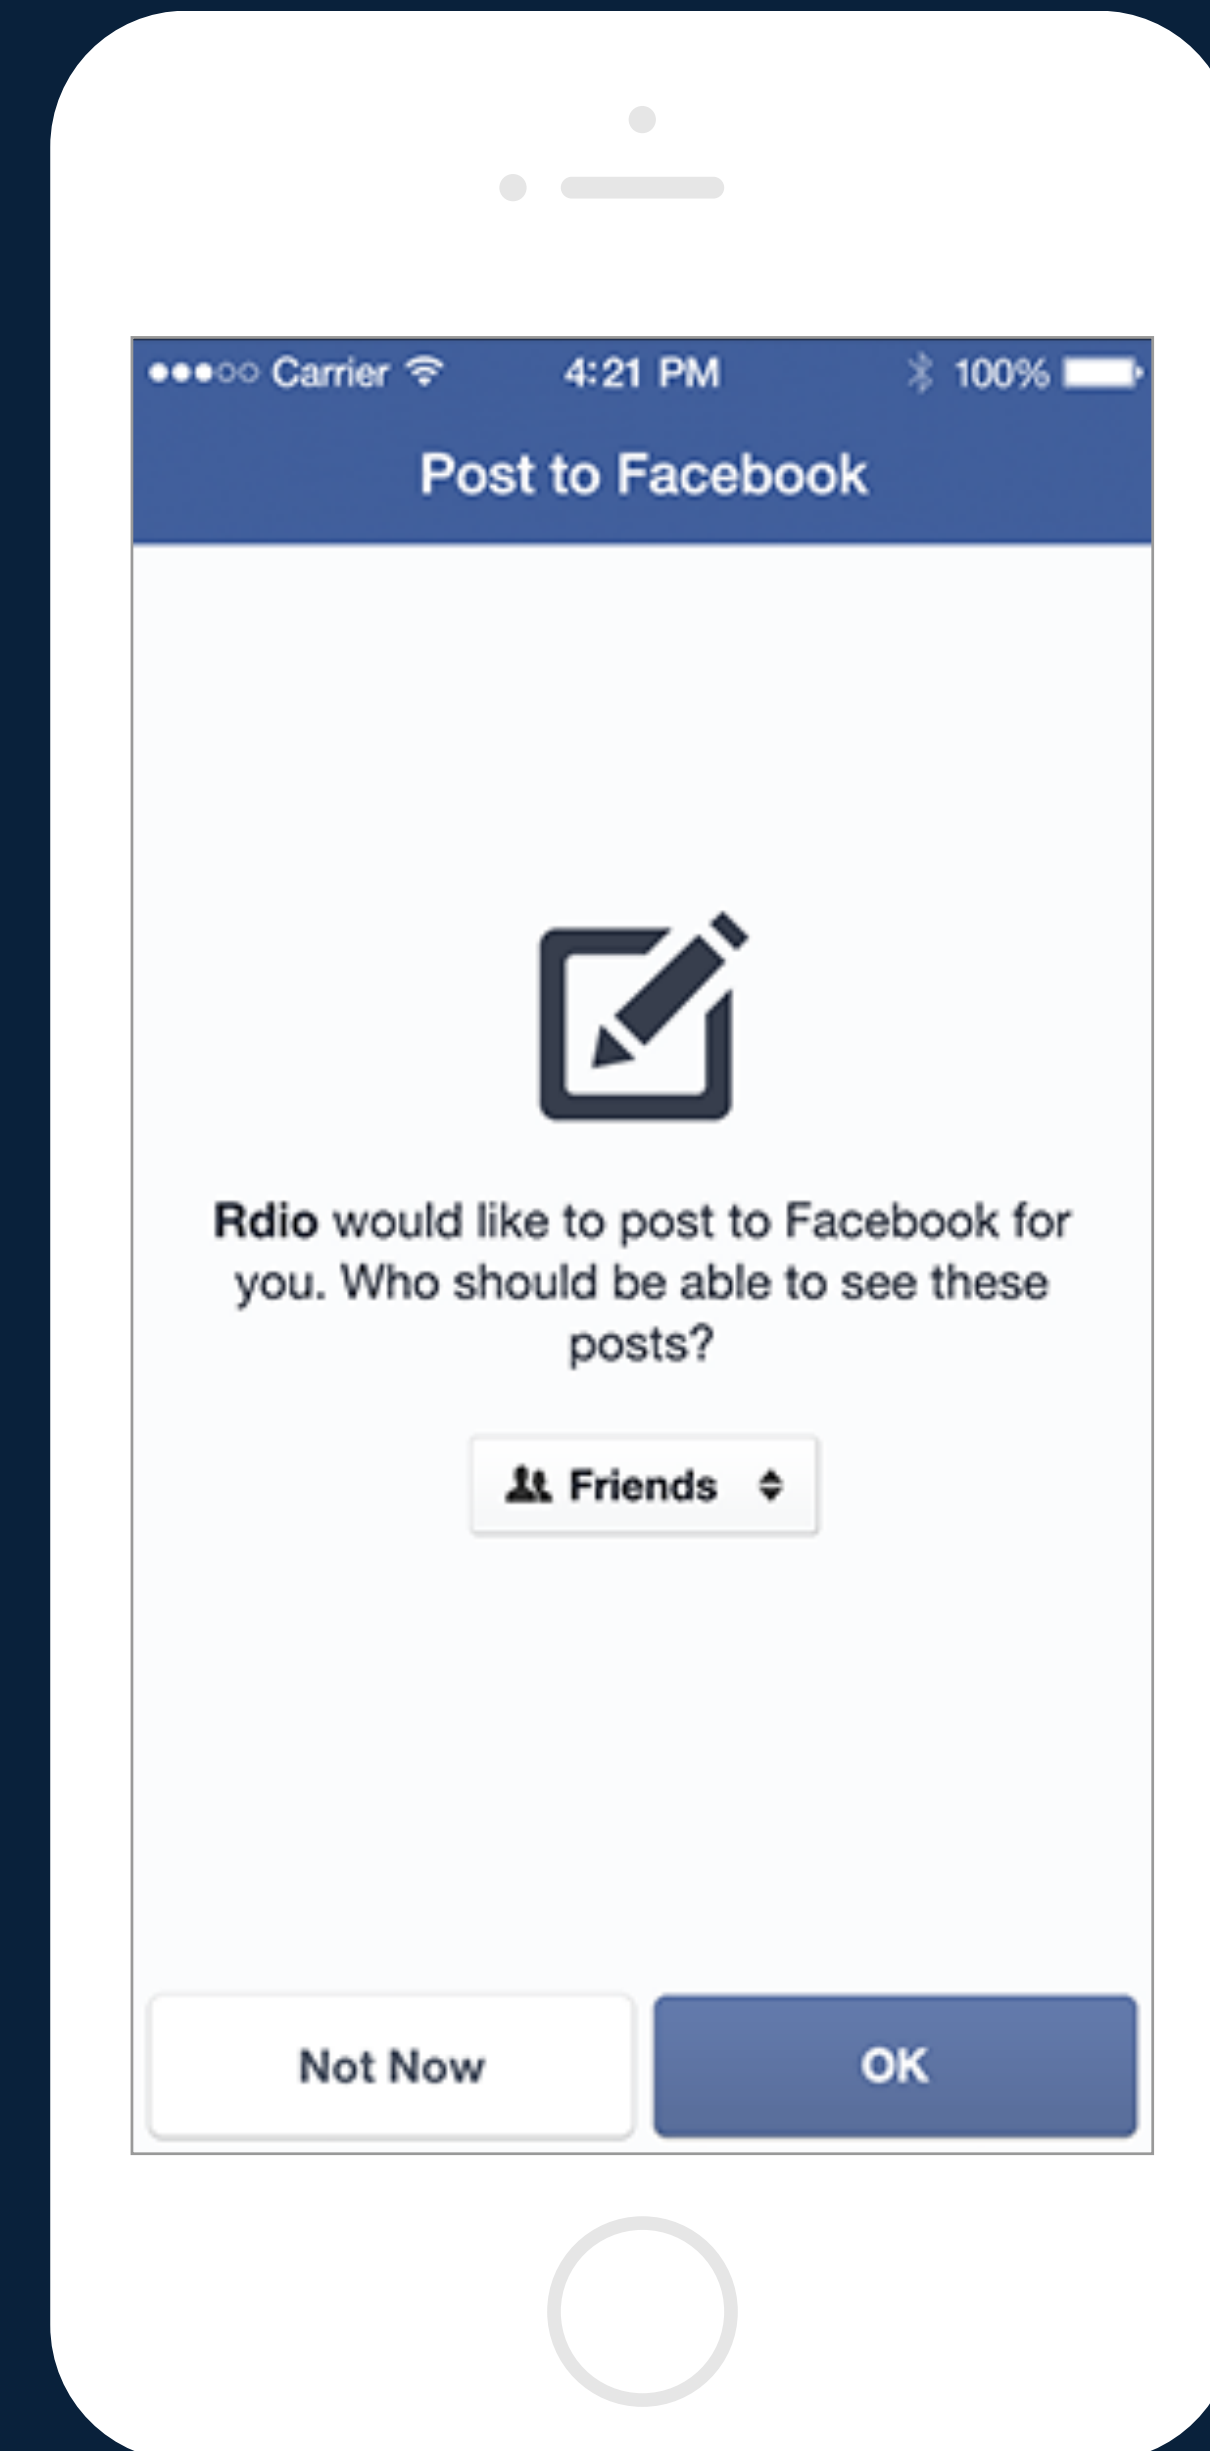 Carrier 4:21 PM 100%
Post to Facebook
Rdio would like to post to Facebook for
you. Who should be able to see these
posts?
Friends
Not Now OK